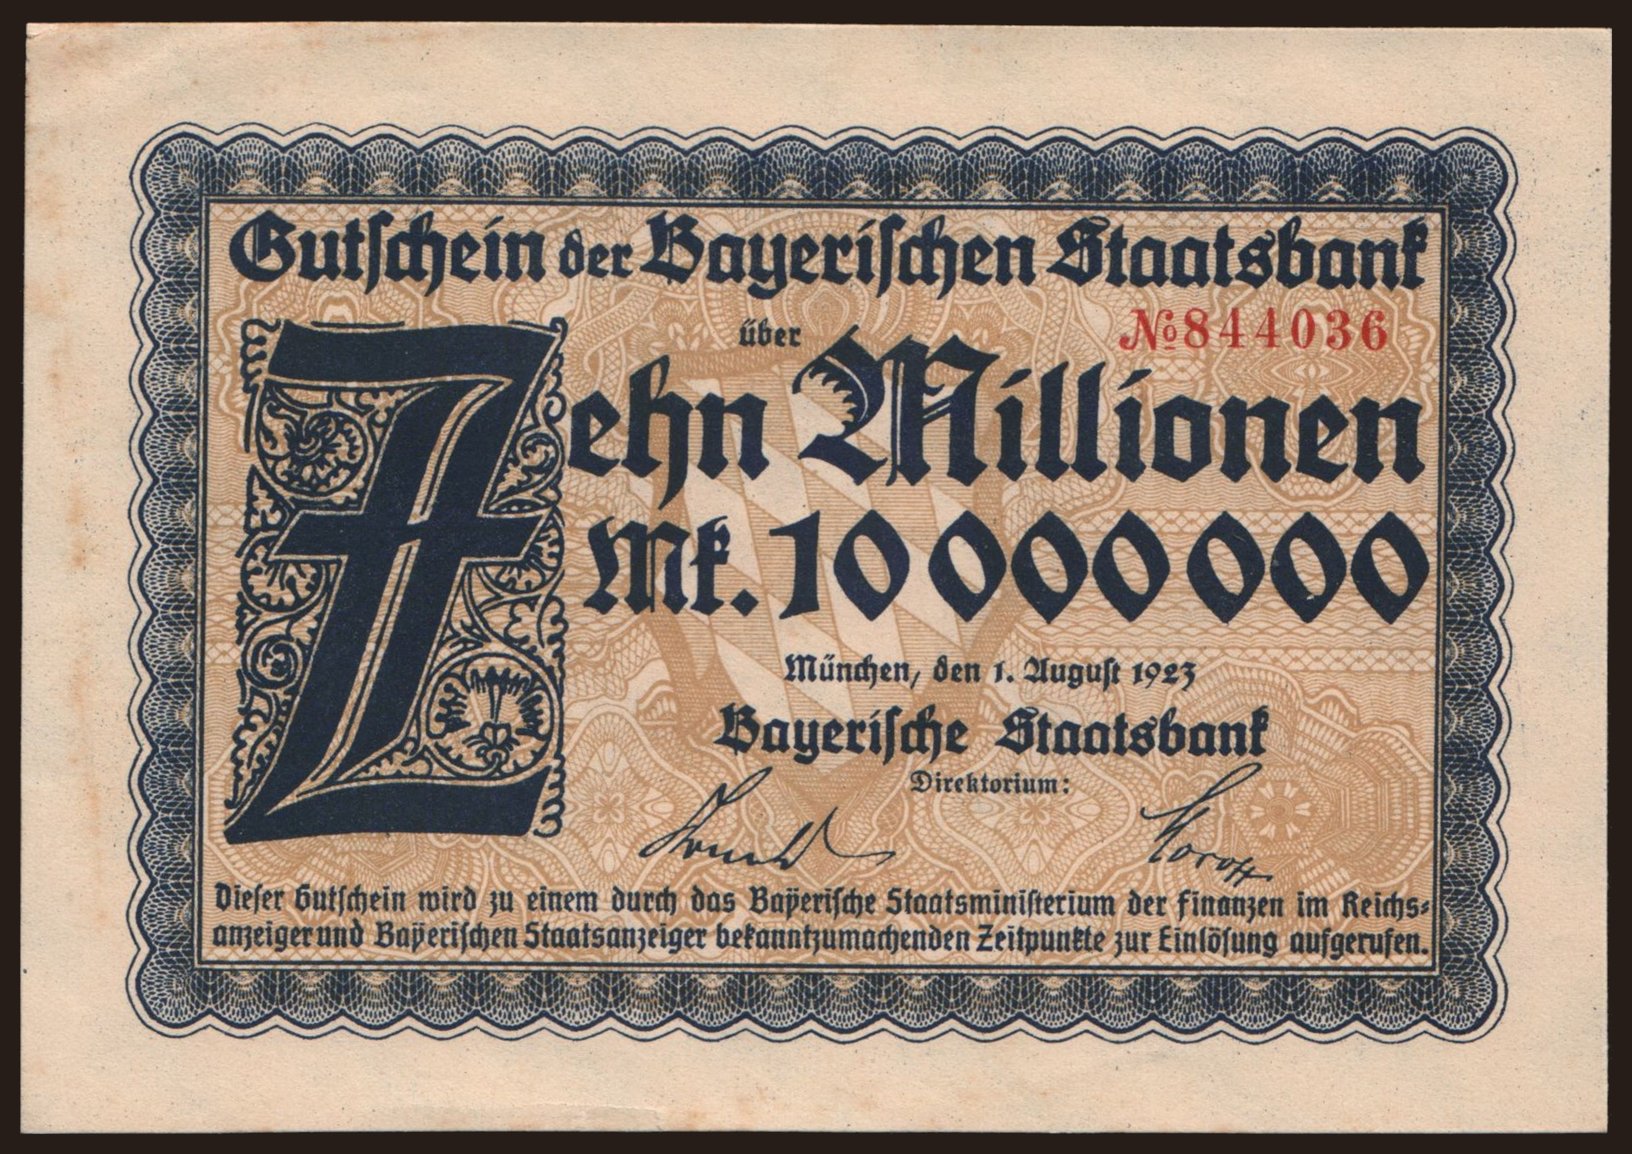 Gutschein der Bayerischen Staatsbank
über
№844036
Zehn Millionen
Mk. 10 000 000
München, den 1. August 1923
Bayerische Staatsbank
Direktorium:
Dieser Gutschein wird zu einem durch das Bayerische Staatsministerium der Finanzen im Reichs-
anzeiger und Bayerischen Staatsanzeiger bekanntzumachenden Zeitpunkte zur Einlösung aufgerufen.